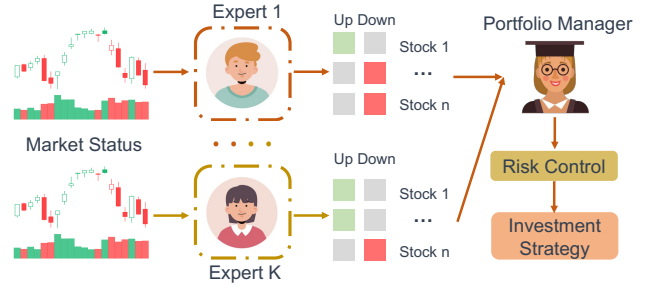 Expert 1
Up Down
Stock 1
...
Stock n
Portfolio Manager
Market Status
Risk Control
Investment
Strategy
Expert K
Up Down
Stock 1
...
Stock n